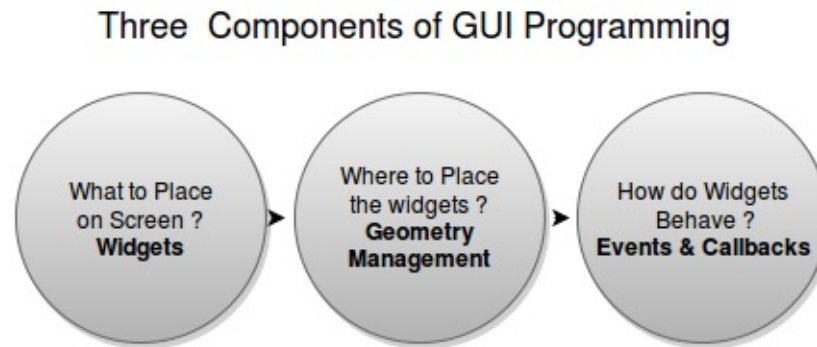 Three Components of GUI Programming
What to Place
on Screen ?
Widgets
Where to Place
the widgets ?
Geometry
Management
How do Widgets
Behave ?
Events & Callbacks